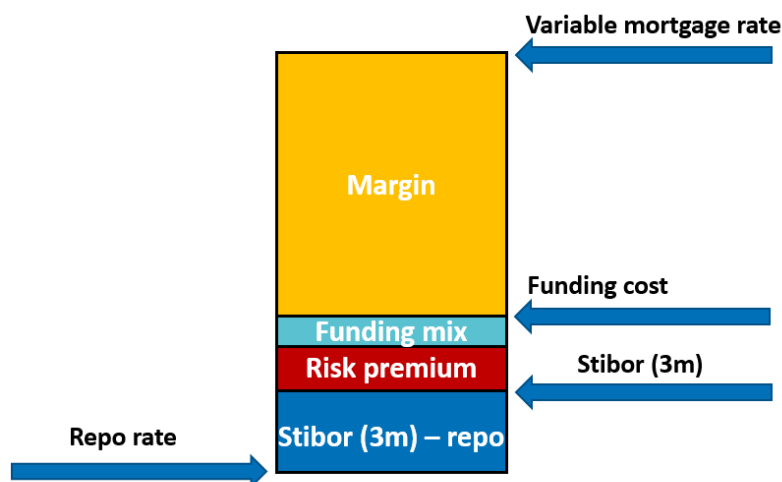 Variable mortgage rate
Margin
Funding cost
Funding mix
Risk premium
Stibor (3m)
Repo rate
Stibor (3m) – repo